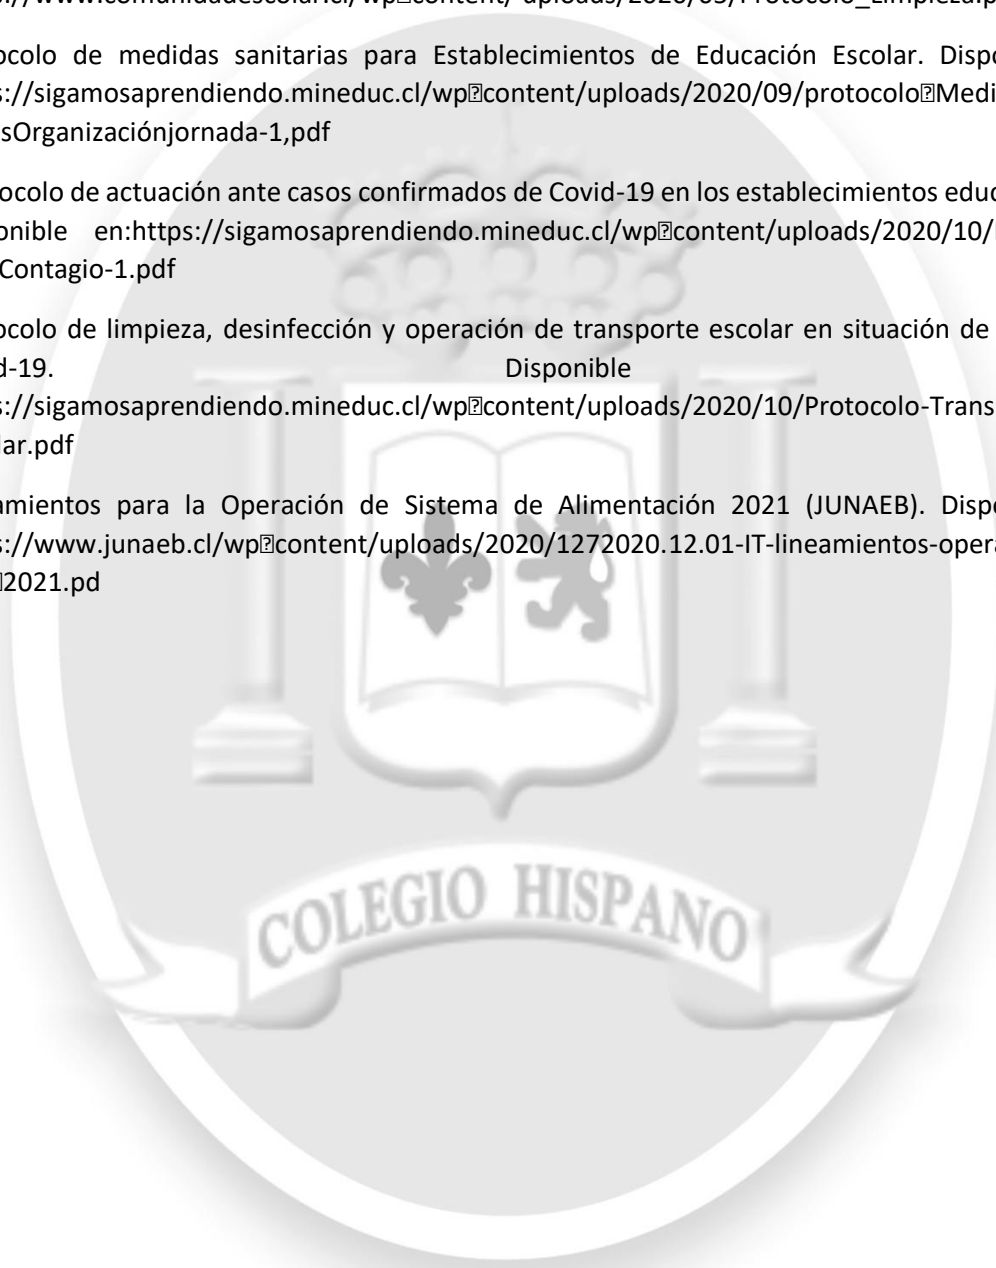 ://www.comunidadescolar.cl/wp�content/ uploads/2020/05/Protocolo_Limpieza.p
ocolo de medidas sanitarias para Establecimientos de Educación Escolar. Dispo
s://sigamosaprendiendo.mineduc.cl/wp�content/uploads/2020/09/protocolo�Medi
sOrganizaciónjornada-1,pdf
ocolo de actuación ante casos confirmados de Covid-19 en los establecimientos educ
onible en:https://sigamosaprendiendo.mineduc.cl/wp�content/uploads/2020/10/
Contagio-1.pdf
ocolo de limpieza, desinfección y operación de transporte escolar en situación de
d-19. Disponible
s://sigamosaprendiendo.mineduc.cl/wp�content/uploads/2020/10/Protocolo-Trans
lar.pdf
amientos para la Operación de Sistema de Alimentación 2021 (JUNAEB). Dispo
s://www.junaeb.cl/wp�content/uploads/2020/1272020.12.01-IT-lineamientos-opera
�2021.pd
COLEGIO HISPANO